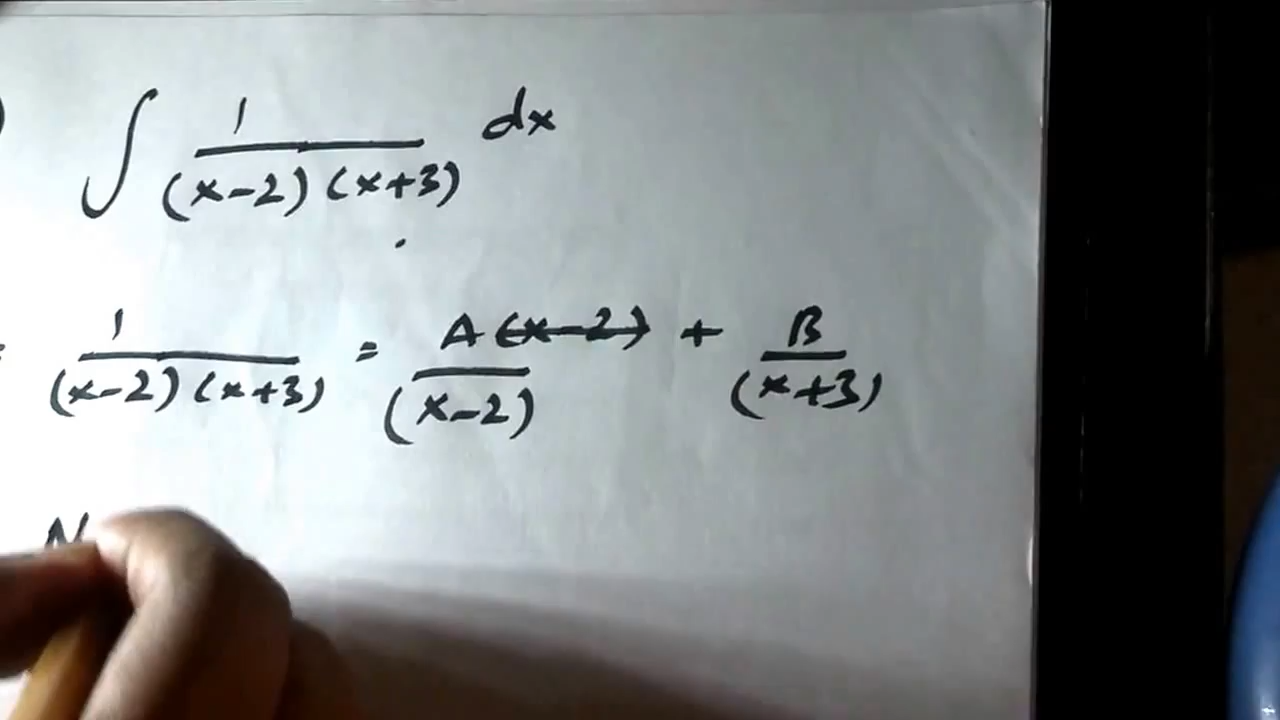 ) ∫ 1/((x-2)(x+3)) dx
= 1/((x-2)(x+3)) = A(x-2)/(x-2) + B/(x+3)
N